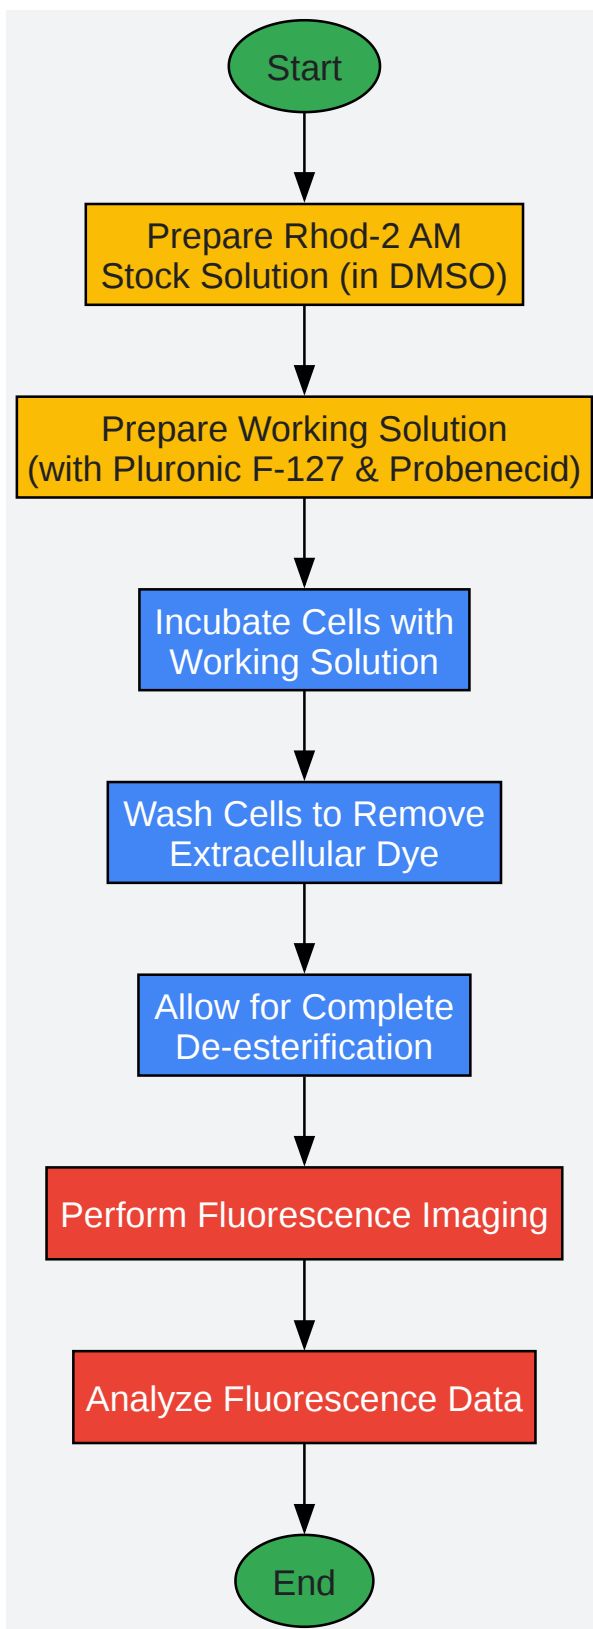 Start
Prepare Rhod-2 AM
Stock Solution (in DMSO)
Prepare Working Solution
(with Pluronic F-127 & Probenecid)
Incubate Cells with
Working Solution
Wash Cells to Remove
Extracellular Dye
Allow for Complete
De-esterification
Perform Fluorescence Imaging
Analyze Fluorescence Data
End